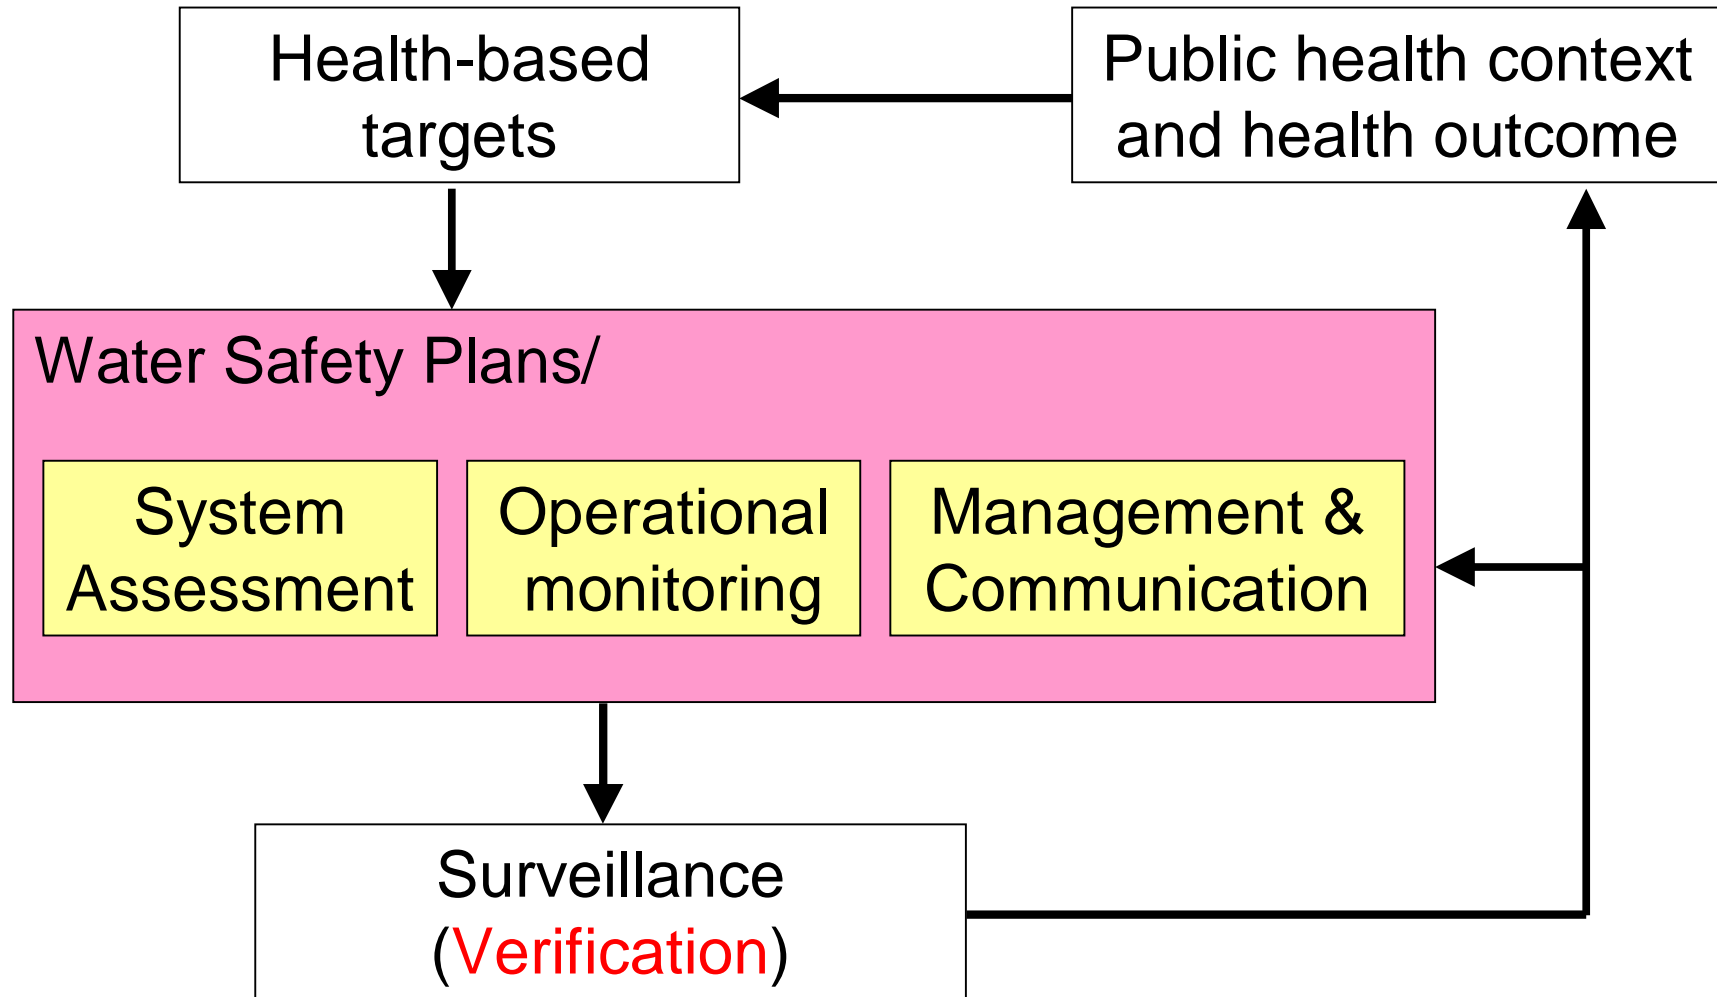 Health-based
targets
Public health context
and health outcome
Water Safety Plans/
System
Assessment
Operational
monitoring
Management &
Communication
Surveillance
(Verification)